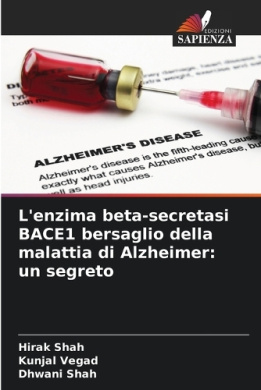 EDIZIONI
SAPIENZA
ALZHEIMER'S DISEASE
Alzheimer's disease is the fifth-leading cause
exactly what causes Alzheimer's disease, bu
well as head injuries.
L'enzima beta-secretasi
BACE1 bersaglio della
malattia di Alzheimer:
un segreto
Hirak Shah
Kunjal Vegad
Dhwani Shah